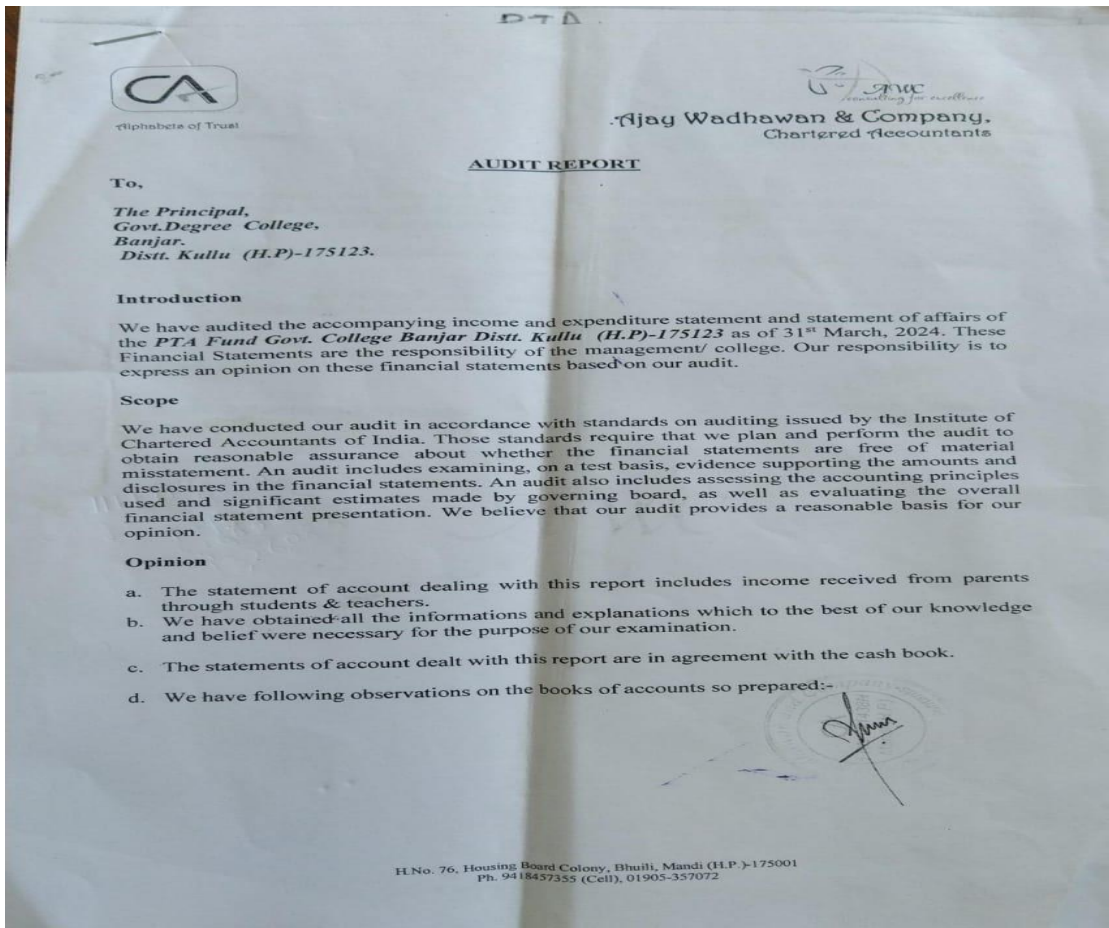 PTA
CA
Alphabets of Trust
AWC
consulting for excellence
Ajay Wadhawan & Company.
Chartered Accountants
AUDIT REPORT
To,
The Principal,
Govt.Degree College,
Banjar.
Distt. Kullu (H.P)-175123.
Introduction
We have audited the accompanying income and expenditure statement and statement of affairs of
the PTA Fund Govt. College Banjar Distt. Kullu (H.P)-175123 as of 31st March, 2024. These
Financial Statements are the responsibility of the management/ college. Our responsibility is to
express an opinion on these financial statements based on our audit.
Scope
We have conducted our audit in accordance with standards on auditing issued by the Institute of
Chartered Accountants of India. Those standards require that we plan and perform the audit to
obtain reasonable assurance about whether the financial statements are free of material
misstatement. An audit includes examining, on a test basis, evidence supporting the amounts and
disclosures in the financial statements. An audit also includes assessing the accounting principles
used and significant estimates made by governing board, as well as evaluating the overall
financial statement presentation. We believe that our audit provides a reasonable basis for our
opinion.
Opinion
a. The statement of account dealing with this report includes income received from parents
through students & teachers.
b. We have obtained all the informations and explanations which to the best of our knowledge
and belief were necessary for the purpose of our examination.
c. The statements of account dealt with this report are in agreement with the cash book.
d. We have following observations on the books of accounts so prepared:-
H.No. 76, Housing Board Colony, Bhuili, Mandi (H.P.)-175001
Ph. 9418457355 (Cell), 01905-357072